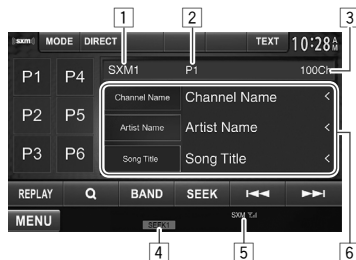 1 2 3
sxm MODE DIRECT TEXT 10:28 AM
P1 P4 SXM1 P1 100Ch
Channel Name Channel Name <
P2 P5 Artist Name Artist Name <
P3 P6 Song Title Song Title <
REPLAY BAND SEEK
MENU SEEK1 SXM
4 5 6